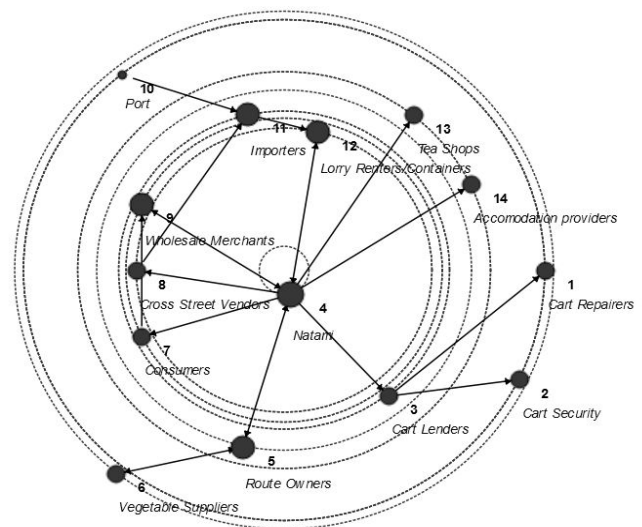 10
Port
11
Importers
12
Lorry Renters/Containers
13
Tea Shops
14
Accomodation providers
9
Wholesale Merchants
8
Cross Street Vendors
7
Consumers
4
Natami
1
Cart Repairers
2
Cart Security
3
Cart Lenders
5
Route Owners
6
Vegetable Suppliers